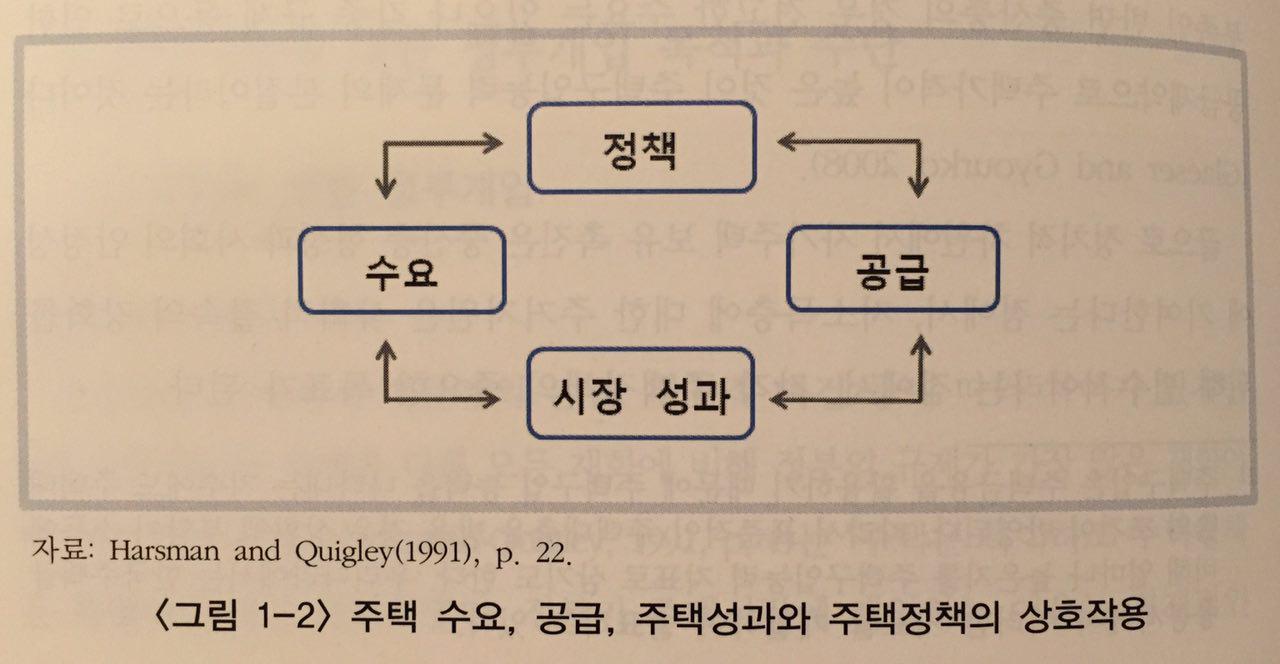 정책
수요
공급
시장 성과
자료: Harsman and Quigley(1991), p. 22.
〈그림 1-2〉 주택 수요, 공급, 주택성과와 주택정책의 상호작용